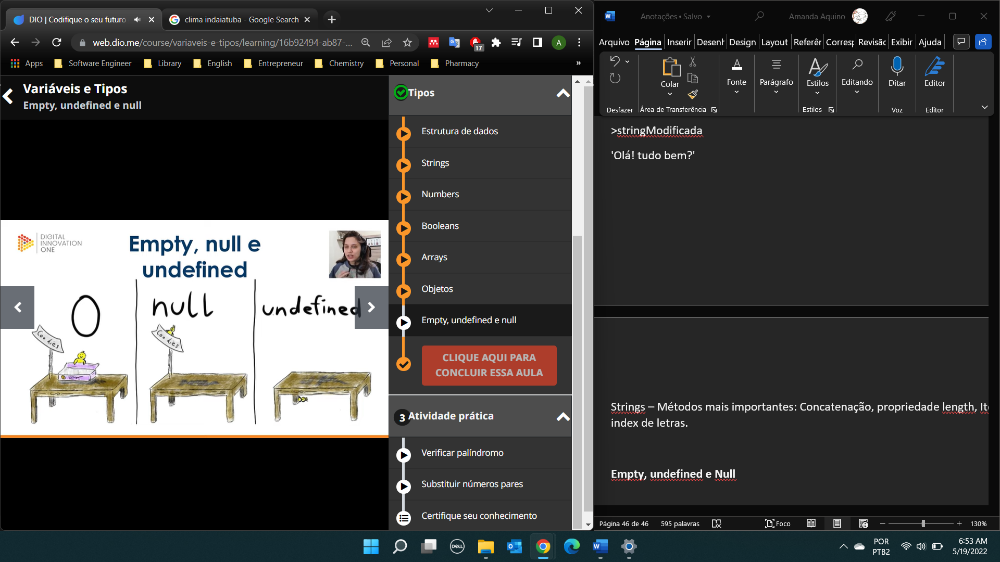 DIO | Codifique o seu futuro
clima indaiatuba - Google Search
web.dio.me/course/variaveis-e-tipos/learning/16b92494-ab87-...
17
A
Apps
Software Engineer
Library
English
Entrepreneur
Chemistry
Personal
Pharmacy
»
Variáveis e Tipos
Empty, undefined e null
DIGITAL
INNOVATION
ONE
Empty, null e
undefined
0
null
undefined
Cookies
Cookies
Tipos
Estrutura de dados
Strings
Numbers
Booleans
Arrays
Objetos
Empty, undefined e null
CLIQUE AQUI PARA
CONCLUIR ESSA AULA
3 Atividade prática
Verificar palíndromo
Substituir números pares
Certifique seu conhecimento
Anotações • Salvo
Amanda Aquino
Arquivo
Página
Inserir
Desenh
Design
Layout
Referên
Corresp
Revisão
Exibir
Ajuda
Colar
Fonte
Parágrafo
Estilos
Editando
Ditar
Editor
Desfazer
Área de Transferência
Estilos
Voz
Editor
>stringModificada
'Olá! tudo bem?'
Strings – Métodos mais importantes: Concatenação, propriedade length, Ite
index de letras.
Empty, undefined e Null
Página 46 de 46
595 palavras
Foco
130%
DELL
POR
PTB2
6:53 AM
5/19/2022